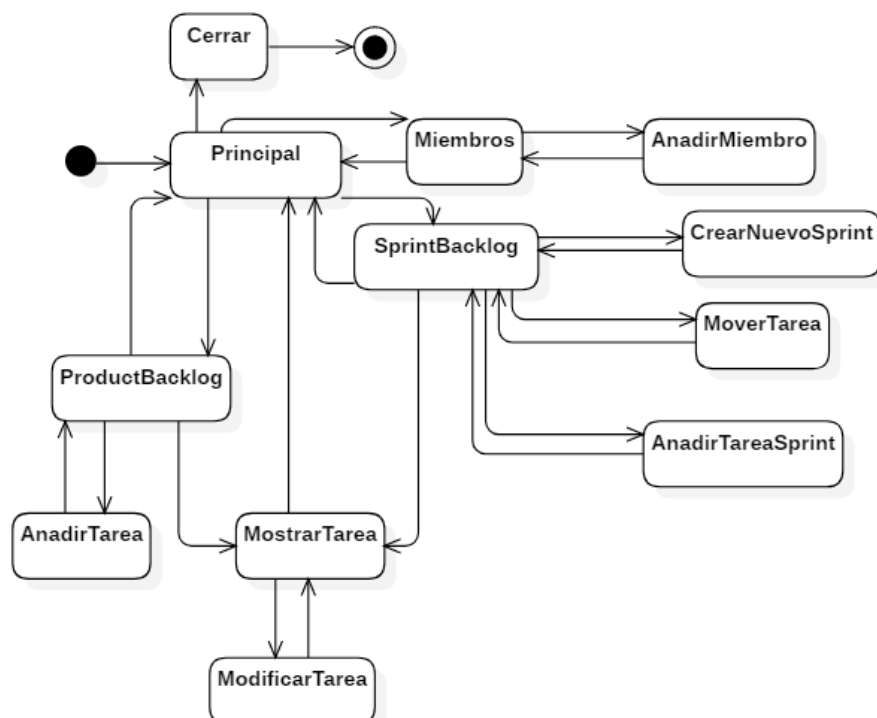 Cerrar
Principal
Miembros
AnadirMiembro
SprintBacklog
CrearNuevoSprint
MoverTarea
ProductBacklog
AnadirTareaSprint
AnadirTarea
MostrarTarea
ModificarTarea